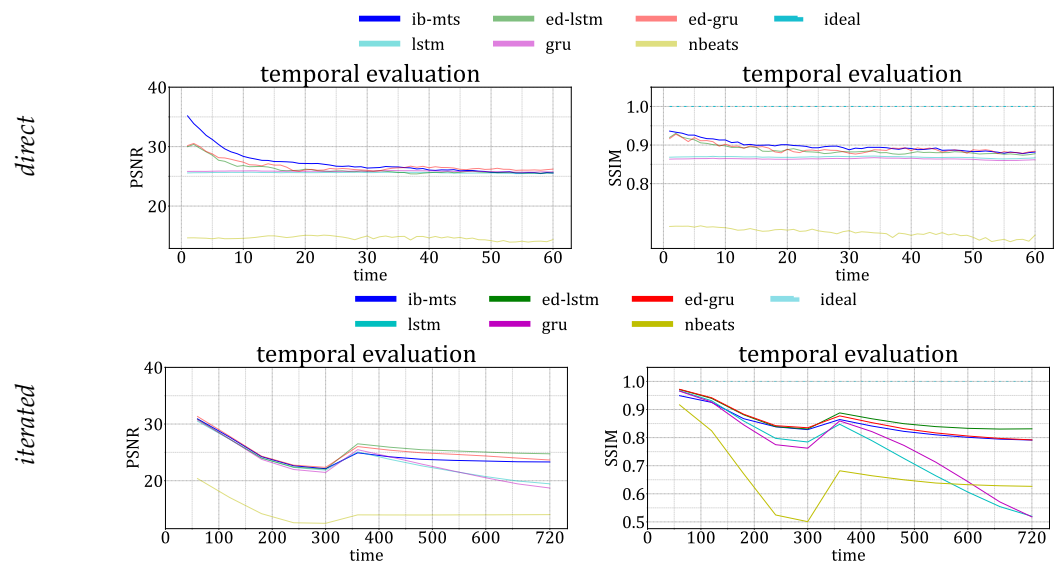 ib-mts ed-lstm ed-gru ideal
lstm gru nbeats
direct
temporal evaluation temporal evaluation
40
30
20
PSNR
0 10 20 30 40 50 60
time
1.0
0.9
0.8
SSIM
0 10 20 30 40 50 60
time
ib-mts ed-lstm ed-gru ideal
lstm gru nbeats
iterated
temporal evaluation temporal evaluation
40
30
20
PSNR
0 100 200 300 400 500 600 720
time
1.0
0.9
0.8
0.7
0.6
0.5
SSIM
0 100 200 300 400 500 600 720
time